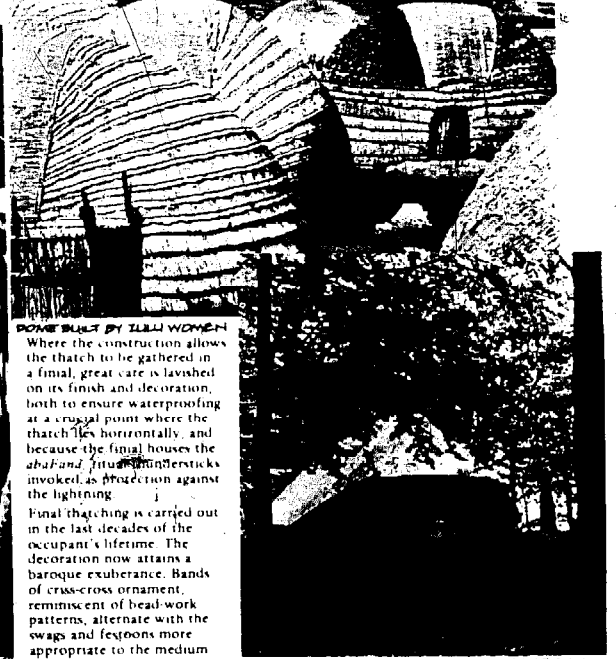 DOME BUILT BY ZULU WOMEN
Where the construction allows
the thatch to be gathered in
a finial, great care is lavished
on its finish and decoration,
both to ensure waterproofing
at a crucial point where the
thatch lies horirontally, and
because the finial houses the
ritual thundersticks
invoked as protection against
the lightning.
Final thatching is carried out
in the last decades of the
occupant's lifetime. The
decoration now attains a
baroque exuberance. Bands
of criss-cross ornament,
reminiscent of bead-work
patterns, alternate with the
swags and festoons more
appropriate to the medium